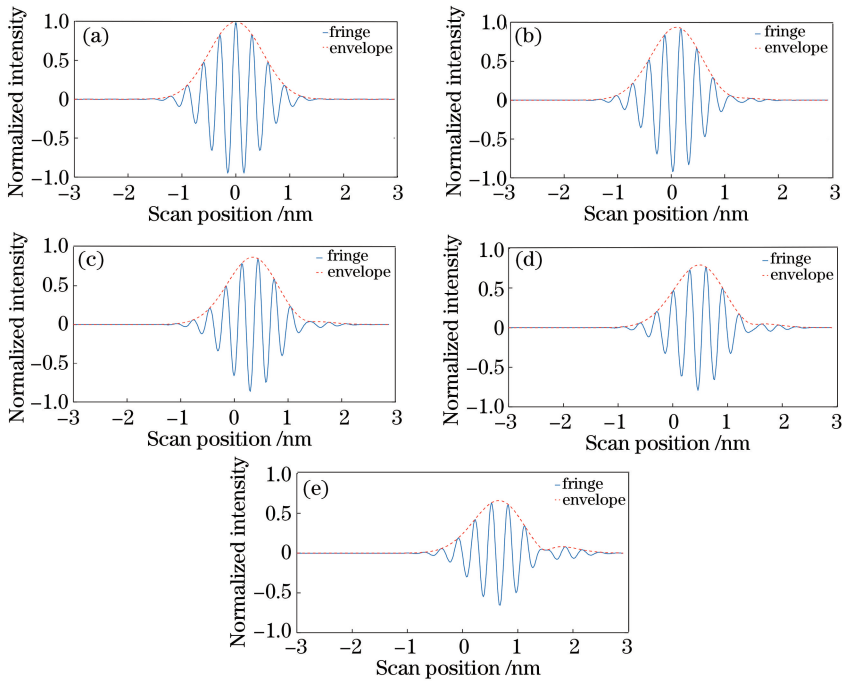 (a)
fringe
envelope
Normalized intensity
1.0
0.5
0
−0.5
−1.0
−3
−2
−1
0
1
2
3
Scan position /nm
(b)
fringe
envelope
Normalized intensity
1.0
0.5
0
−0.5
−1.0
−3
−2
−1
0
1
2
3
Scan position /nm
(c)
fringe
envelope
Normalized intensity
1.0
0.5
0
−0.5
−1.0
−3
−2
−1
0
1
2
3
Scan position /nm
(d)
fringe
envelope
Normalized intensity
1.0
0.5
0
−0.5
−1.0
−3
−2
−1
0
1
2
3
Scan position /nm
(e)
fringe
envelope
Normalized intensity
1.0
0.5
0
−0.5
−1.0
−3
−2
−1
0
1
2
3
Scan position /nm